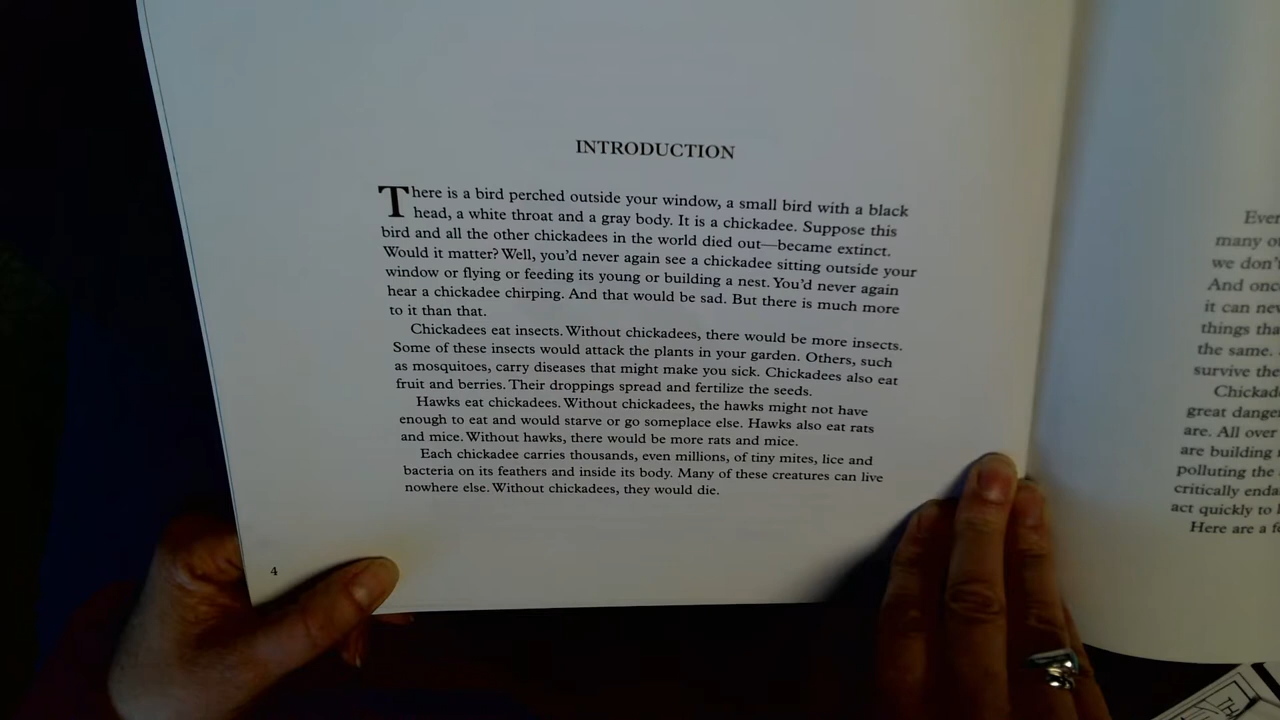 INTRODUCTION
There is a bird perched outside your window, a small bird with a black
head, a white throat and a gray body. It is a chickadee. Suppose this
bird and all the other chickadees in the world died out—became extinct.
Would it matter? Well, you'd never again see a chickadee sitting outside your
window or flying or feeding its young or building a nest. You'd never again
hear a chickadee chirping. And that would be sad. But there is much more
to it than that.
Chickadees eat insects. Without chickadees, there would be more insects.
Some of these insects would attack the plants in your garden. Others, such
as mosquitoes, carry diseases that might make you sick. Chickadees also eat
fruit and berries. Their droppings spread and fertilize the seeds.
Hawks eat chickadees. Without chickadees, the hawks might not have
enough to eat and would starve or go someplace else. Hawks also eat rats
and mice. Without hawks, there would be more rats and mice.
Each chickadee carries thousands, even millions, of tiny mites, lice and
bacteria on its feathers and inside its body. Many of these creatures can live
nowhere else. Without chickadees, they would die.
4
many
we don't
it can
things
the same.
survive the
great
are. All over
are building
polluting the
critically
act quickly to
Here are a